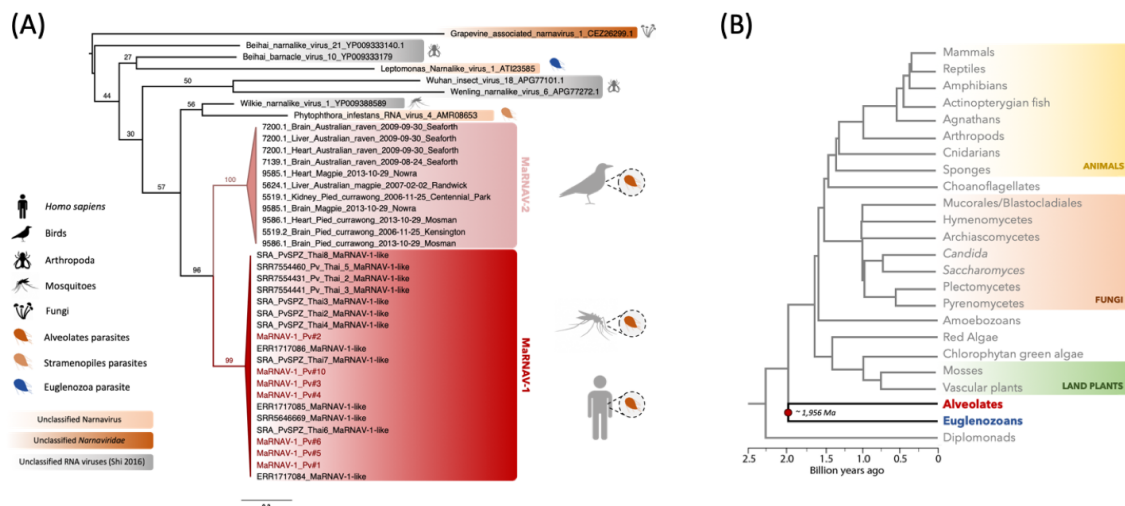 (A)
Grapevine_associated_narnavirus_1_CEZ26299.1
Beihai_narnalike_virus_21_YP009333140.1
Beihai_barnacle_virus_10_YP009333179
27
Leptomonas_Narnalike_virus_1_ATI23585
44
50
Wuhan_insect_virus_18_APG77101.1
Wenling_narnalike_virus_6_APG77272.1
30
56
Wilkie_narnalike_virus_1_YP009388589
Phytophthora_infestans_RNA_virus_4_AMR08653
57
7200.1_Brain_Australian_raven_2009-09-30_Seaforth
7200.1_Liver_Australian_raven_2009-09-30_Seaforth
7200.1_Heart_Australian_raven_2009-09-30_Seaforth
7139.1_Brain_Australian_raven_2009-08-24_Seaforth
9585.1_Heart_Magpie_2013-10-29_Nowra
5624.1_Liver_Australian_magpie_2007-02-02_Randwick
5519.1_Kidney_Pied_currawong_2006-11-25_Centennial_Park
9585.1_Brain_Magpie_2013-10-29_Nowra
9586.1_Heart_Pied_currawong_2013-10-29_Mosman
5519.2_Brain_Pied_currawong_2006-11-25_Kensington
9586.1_Brain_Pied_currawong_2013-10-29_Mosman
100
MaRNAV-2
98
SRA_PvSPZ_Thai8_MaRNAV-1-like
SRR7554460_Pv_Thai_5_MaRNAV-1-like
SRR7554431_Pv_Thai_2_MaRNAV-1-like
SRR7554441_Pv_Thai_3_MaRNAV-1-like
SRA_PvSPZ_Thai3_MaRNAV-1-like
SRA_PvSPZ_Thai2_MaRNAV-1-like
SRA_PvSPZ_Thai4_MaRNAV-1-like
MaRNAV-1_Pv#2
ERR1717086_MaRNAV-1-like
SRA_PvSPZ_Thai7_MaRNAV-1-like
MaRNAV-1_Pv#10
MaRNAV-1_Pv#3
MaRNAV-1_Pv#4
ERR1717085_MaRNAV-1-like
SRR5646669_MaRNAV-1-like
SRA_PvSPZ_Thai6_MaRNAV-1-like
MaRNAV-1_Pv#6
MaRNAV-1_Pv#5
MaRNAV-1_Pv#1
ERR1717084_MaRNAV-1-like
99
MaRNAV-1
Homo sapiens
Birds
Arthropoda
Mosquitoes
Fungi
Alveolates parasites
Stramenopiles parasites
Euglenozoa parasite
Unclassified Narnavirus
Unclassified Narnaviridae
Unclassified RNA viruses (Shi 2016)
(B)
Mammals
Reptiles
Amphibians
Actinopterygian fish
Agnathans
Arthropods
Cnidarians
Sponges
ANIMALS
Choanoflagellates
Mucorales/Blastocladiales
Hymenomycetes
Archiascomycetes
Candida
Saccharomyces
Plectomycetes
Pyrenomycetes
FUNGI
Amoebozoans
Red Algae
Chlorophytan green algae
Mosses
Vascular plants
LAND PLANTS
Alveolates
~ 1,956 Ma
Euglenozoans
Diplomonads
2.5 2.0 1.5 1.0 0.5 0
Billion years ago